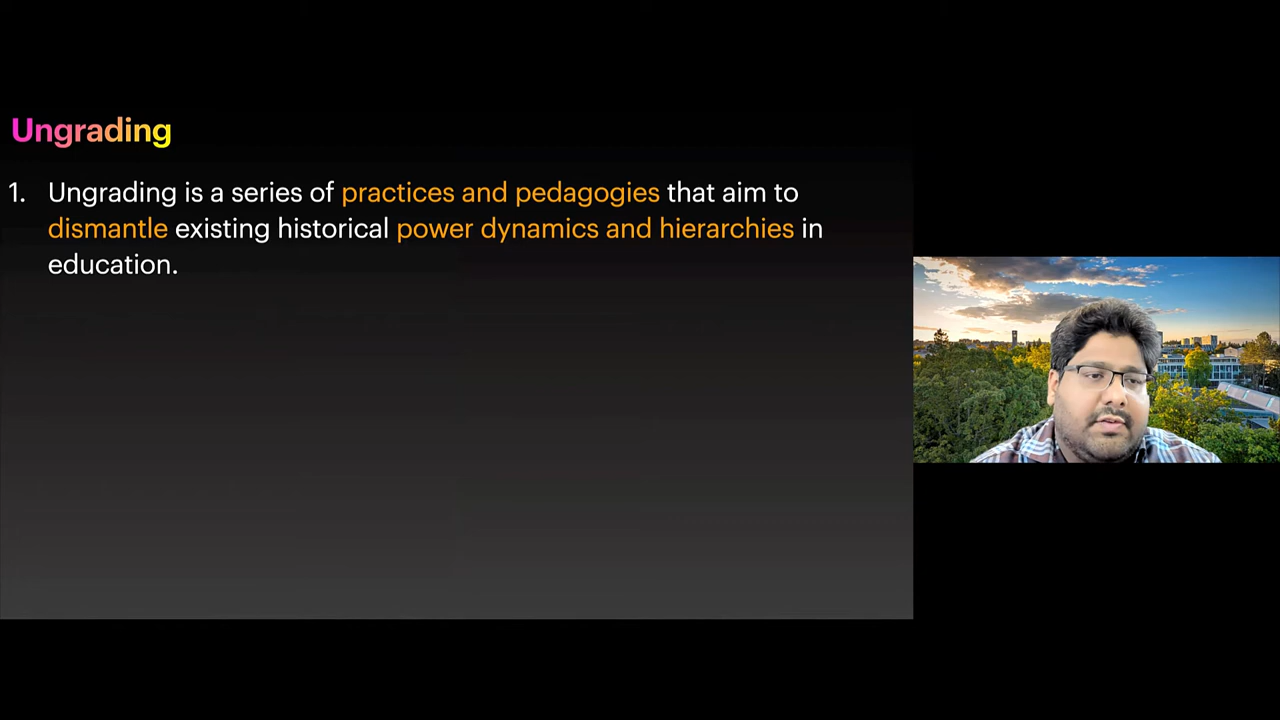 Ungrading
1. Ungrading is a series of practices and pedagogies that aim to
dismantle existing historical power dynamics and hierarchies in
education.